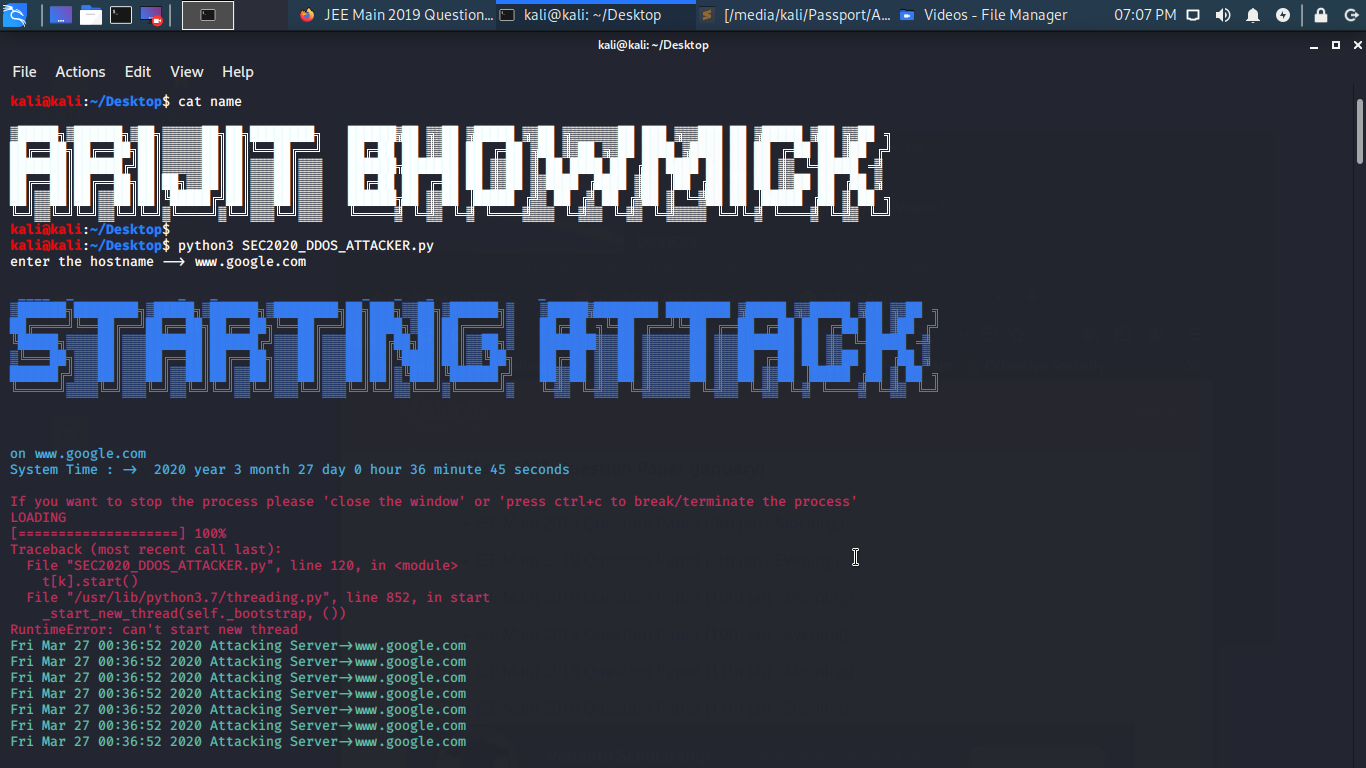 JEE Main 2019 Question...
kali@kali: ~/Desktop
[/media/kali/Passport/A...
Videos - File Manager
07:07 PM
kali@kali: ~/Desktop
File Actions Edit View Help
kali@kali:~/Desktop$ cat name
kali@kali:~/Desktop$
kali@kali:~/Desktop$ python3 SEC2020_DDOS_ATTACKER.py
enter the hostname --> www.google.com
STARTING ATTACK
on www.google.com
System Time : -> 2020 year 3 month 27 day 0 hour 36 minute 45 seconds
If you want to stop the process please 'close the window' or 'press ctrl+c to break/terminate the process'
LOADING
[====================] 100%
Traceback (most recent call last):
File "SEC2020_DDOS_ATTACKER.py", line 120, in <module>
t[k].start()
File "/usr/lib/python3.7/threading.py", line 852, in start
_start_new_thread(self._bootstrap, ())
RuntimeError: can't start new thread
Fri Mar 27 00:36:52 2020 Attacking Server->www.google.com
Fri Mar 27 00:36:52 2020 Attacking Server->www.google.com
Fri Mar 27 00:36:52 2020 Attacking Server->www.google.com
Fri Mar 27 00:36:52 2020 Attacking Server->www.google.com
Fri Mar 27 00:36:52 2020 Attacking Server->www.google.com
Fri Mar 27 00:36:52 2020 Attacking Server->www.google.com
Fri Mar 27 00:36:52 2020 Attacking Server->www.google.com